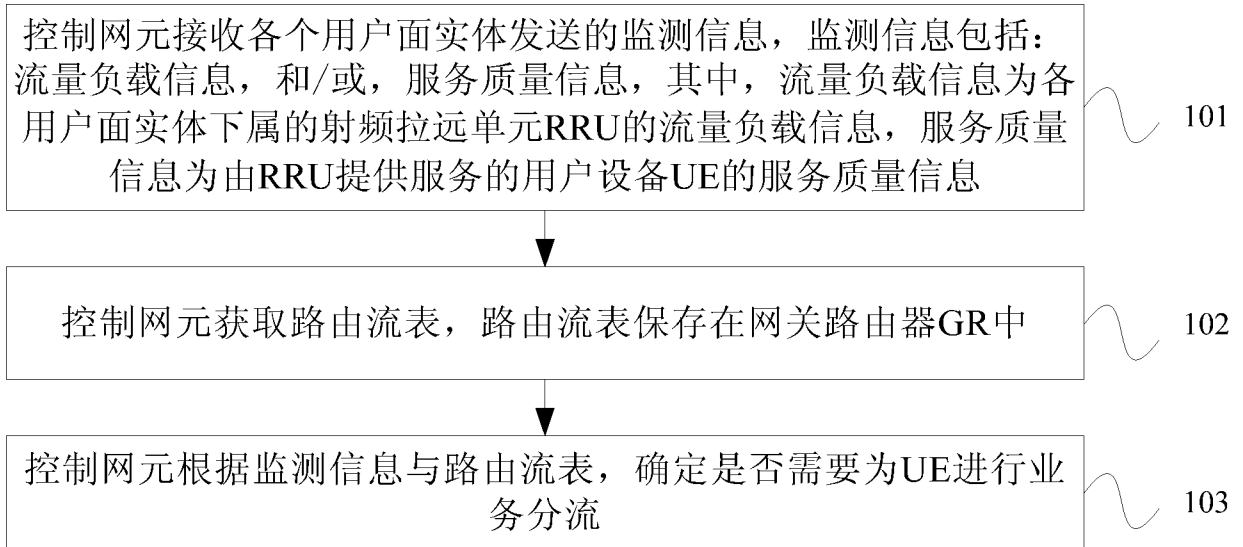 控制网元接收各个用户面实体发送的监测信息，监测信息包括：
流量负载信息，和/或，服务质量信息，其中，流量负载信息为各
用户面实体下属的射频拉远单元RRU的流量负载信息，服务质量
信息为由RRU提供服务的用户设备UE的服务质量信息
101
控制网元获取路由流表，路由流表保存在网关路由器GR中
102
控制网元根据监测信息与路由流表，确定是否需要为UE进行业
务分流
103